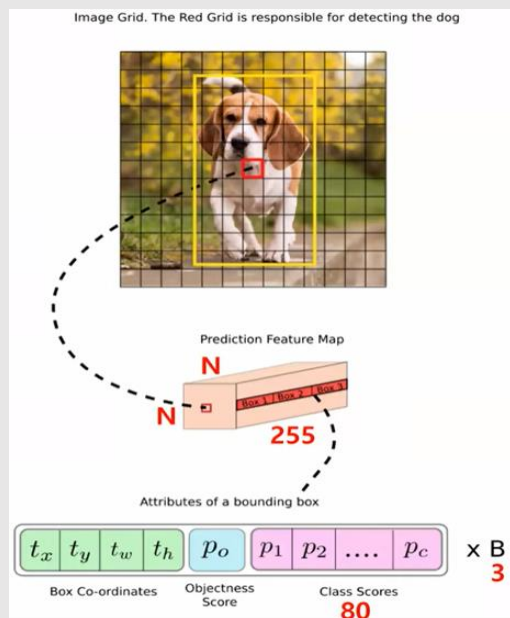 Image Grid. The Red Grid is responsible for detecting the dog
Prediction Feature Map
N
N
Box 1 Box 2 Box 3
255
Attributes of a bounding box
tx ty tw th po p1 p2 .... pc x B
3
Box Co-ordinates Objectness Score Class Scores
80